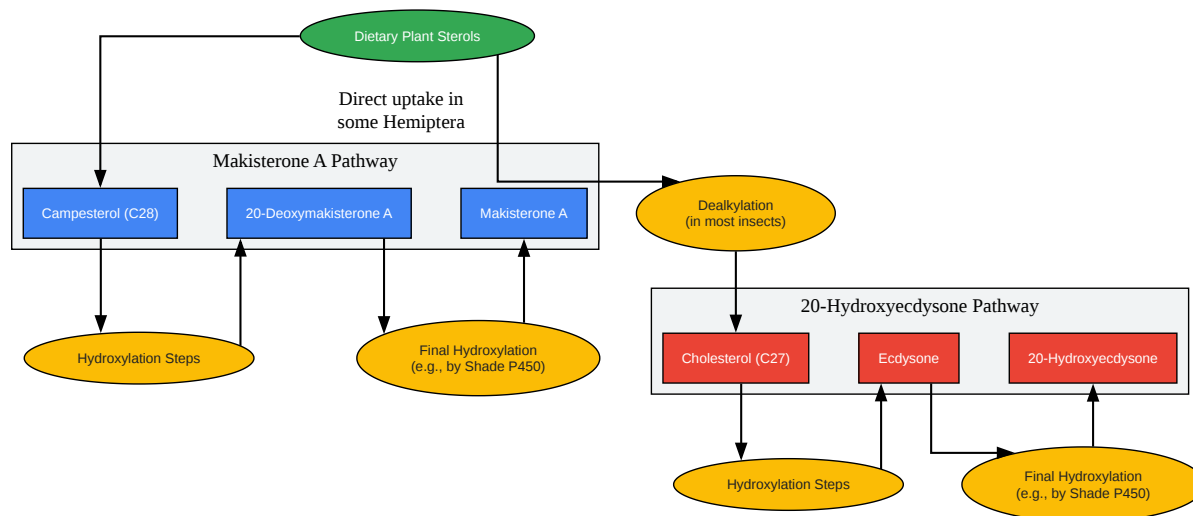 Dietary Plant Sterols
Direct uptake in
some Hemiptera
Makisterone A Pathway
Campesterol (C28)
20-Deoxymakisterone A
Makisterone A
Dealkylation
(in most insects)
Hydroxylation Steps
Final Hydroxylation
(e.g., by Shade P450)
20-Hydroxyecdysone Pathway
Cholesterol (C27)
Ecdysone
20-Hydroxyecdysone
Hydroxylation Steps
Final Hydroxylation
(e.g., by Shade P450)